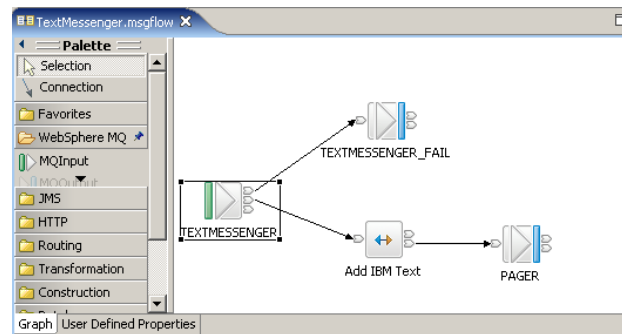 TextMessenger.msgflow
Palette
Selection
Connection
Favorites
WebSphere MQ
MQInput
MQOutput
JMS
HTTP
Routing
Transformation
Construction
TEXTMESSENGER_FAIL
TEXTMESSENGER
Add IBM Text
PAGER
Graph
User Defined Properties